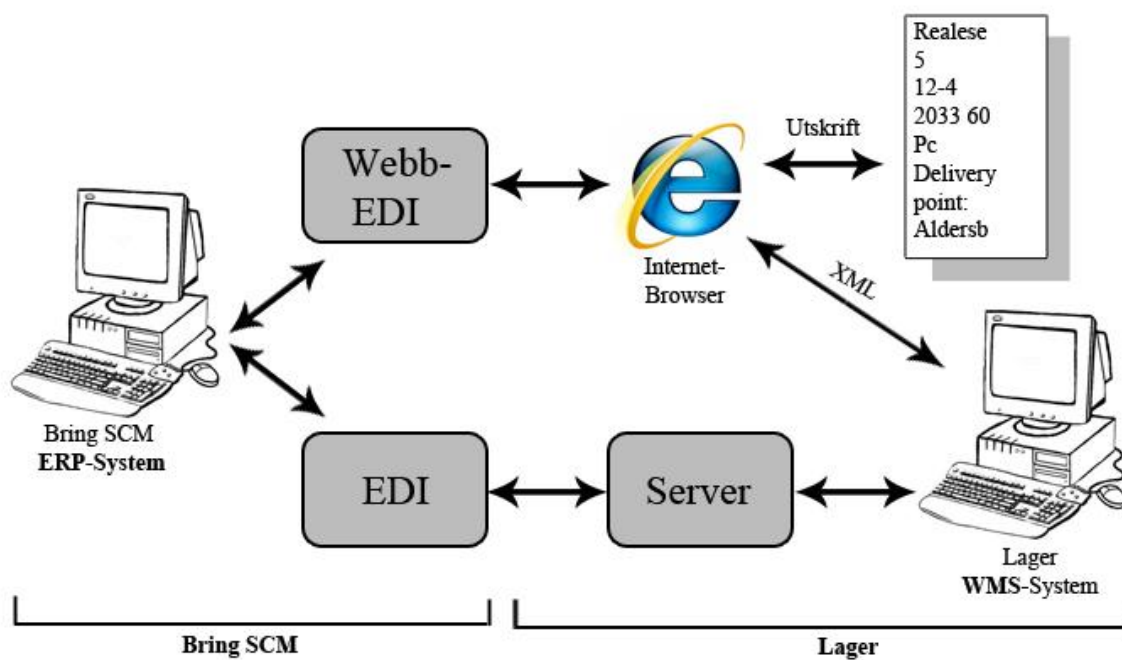 Realese
5
12-4
2033 60
Pc
Delivery
point:
Aldersb
Utskrift
Webb-
EDI
Internet-
Browser
XML
Bring SCM
ERP-System
EDI
Server
Lager
WMS-System
Bring SCM
Lager